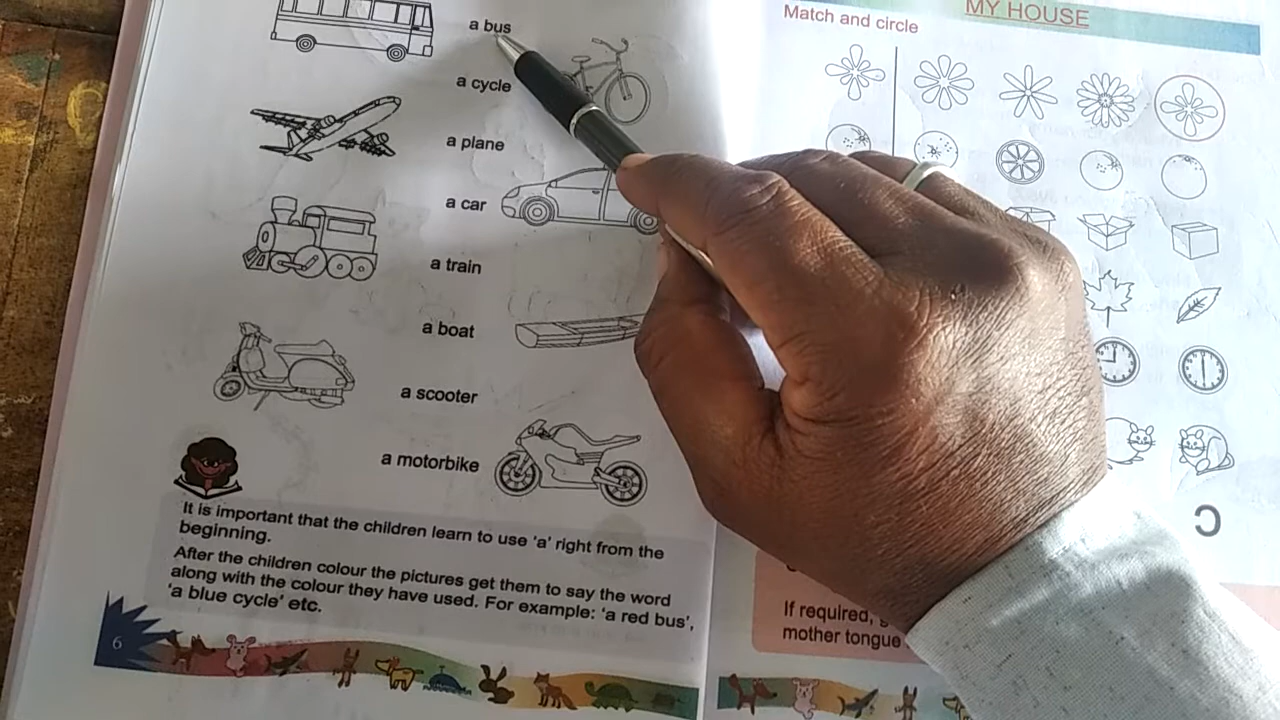 a bus
a cycle
a plane
a car
a train
a boat
a scooter
a motorbike
It is important that the children learn to use 'a' right from the
beginning.
After the children colour the pictures get them to say the word
along with the colour they have used. For example: 'a red bus',
'a blue cycle' etc.
6
MY HOUSE
Match and circle
If required,
mother tongue